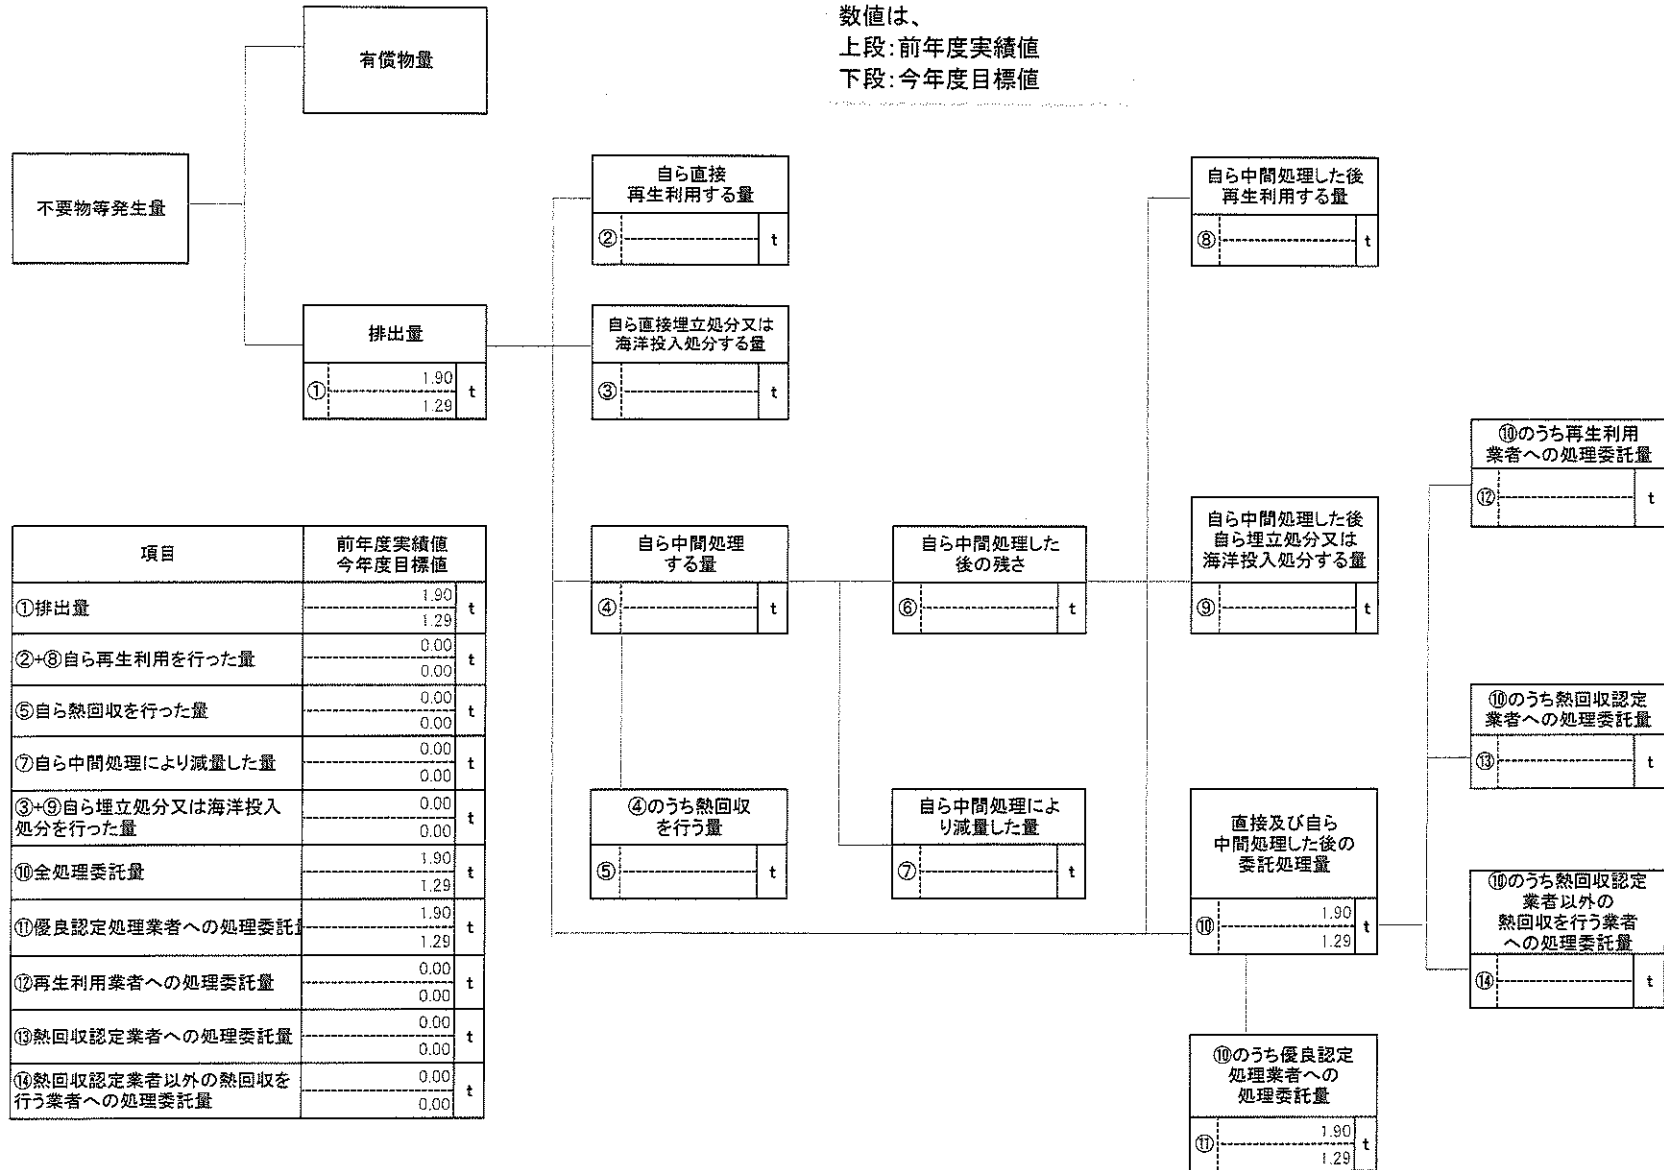 数値は、
上段:前年度実績値
下段:今年度目標値
有償物量
不要物等発生量
排出量
① 1.90 t
1.29
自ら直接
再生利用する量
② t
自ら直接埋立処分又は
海洋投入処分する量
③ t
自ら中間処理
する量
④ t
④のうち熱回収
を行う量
⑤ t
自ら中間処理した
後の残さ
⑥ t
自ら中間処理によ
り減量した量
⑦ t
自ら中間処理した後
再生利用する量
⑧ t
自ら中間処理した後
自ら埋立処分又は
海洋投入処分する量
⑨ t
直接及び自ら
中間処理した後の
委託処理量
⑩ 1.90 t
1.29
⑩のうち優良認定
処理業者への
処理委託量
⑪ 1.90 t
1.29
⑩のうち再生利用
業者への処理委託量
⑫ t
⑩のうち熱回収認定
業者への処理委託量
⑬ t
⑩のうち熱回収認定
業者以外の
熱回収を行う業者
への処理委託量
⑭ t
項目 前年度実績値
今年度目標値
①排出量 1.90 t
1.29
②+⑧自ら再生利用を行った量 0.00 t
0.00
⑤自ら熱回収を行った量 0.00 t
0.00
⑦自ら中間処理により減量した量 0.00 t
0.00
③+⑨自ら埋立処分又は海洋投入 0.00 t
処分を行った量 0.00
⑩全処理委託量 1.90 t
1.29
⑪優良認定処理業者への処理委託 1.90 t
1.29
⑫再生利用業者への処理委託量 0.00 t
0.00
⑬熱回収認定業者への処理委託量 0.00 t
0.00
⑭熱回収認定業者以外の熱回収を 0.00 t
行う業者への処理委託量 0.00